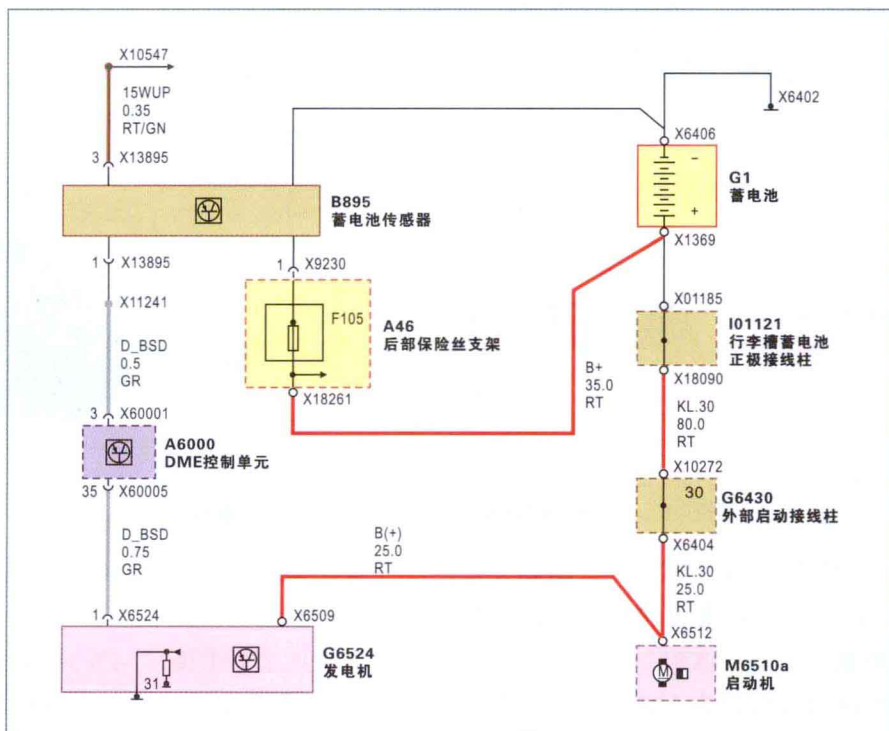 X10547
15WUP
0.35
RT/GN
3 X13895
B895
蓄电池传感器
1 X13895
X11241
D_BSD
0.5
GR
3 X60001
A6000
DME控制单元
35 X60005
D_BSD
0.75
GR
1 X6524
G6524
发电机
31
X6509
B(+)
25.0
RT
1 X9230
F105
A46
后部保险丝支架
X18261
B+
35.0
RT
X6402
X6406
-
+
G1
蓄电池
X1369
X01185
I01121
行李槽蓄电池
正极接线柱
X18090
KL.30
80.0
RT
X10272
30
G6430
外部启动接线柱
X6404
KL.30
25.0
RT
X6512
M
M6510a
启动机